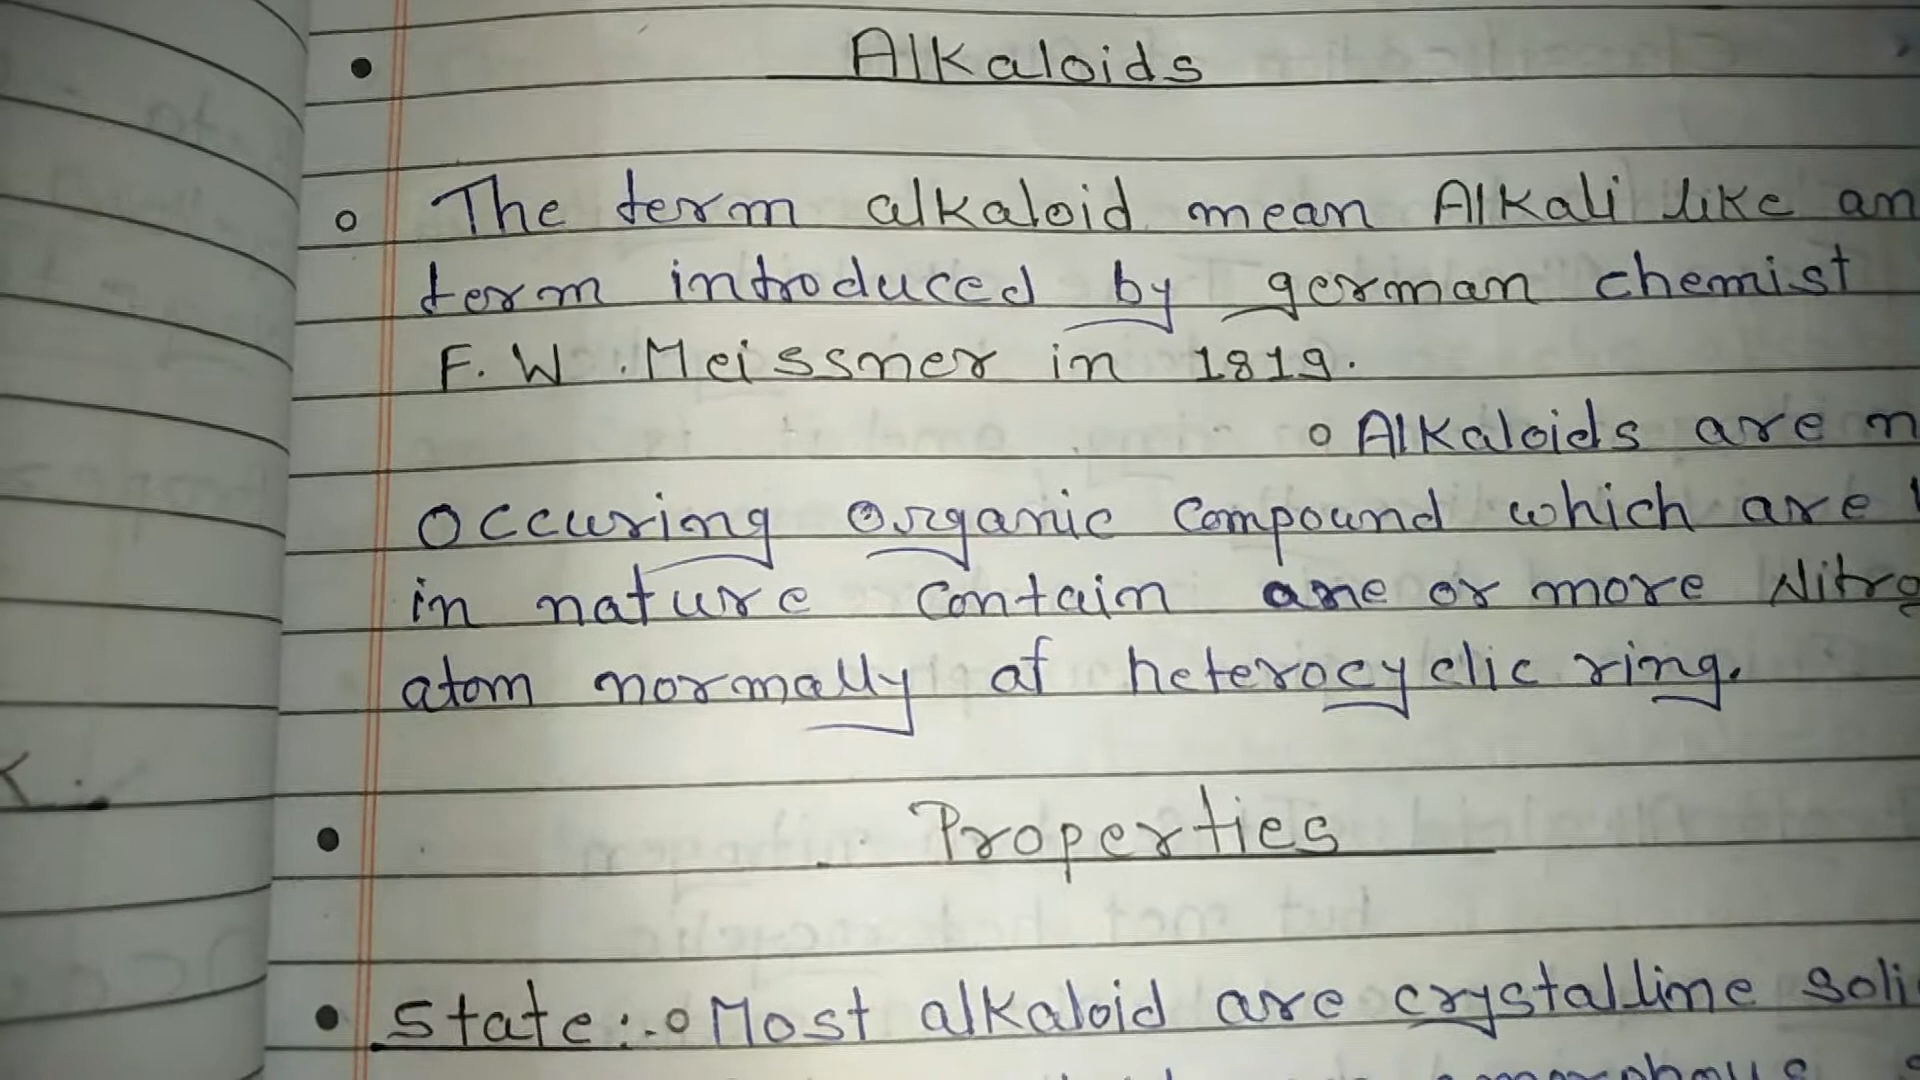 Alkaloids
The term alkaloid mean Alkali like an
term introduced by german chemist
F. W. Meissner in 1819.
Alkaloids are n
occuring organic compound which are
in nature contain one or more Nitro
atom normally of heterocyclic ring.
Properties
State:- Most alkaloid are crystalline soli